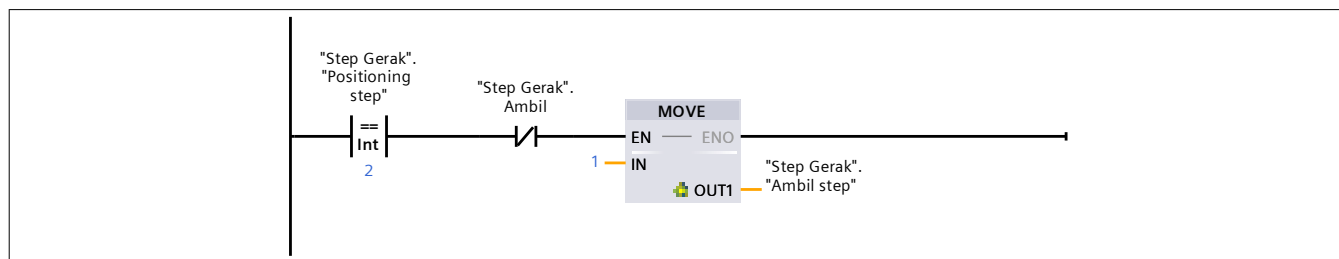 "Step Gerak".
"Positioning
step"
==
Int
2
"Step Gerak".
Ambil
MOVE
EN
ENO
1
IN
OUT1
"Step Gerak".
"Ambil step"